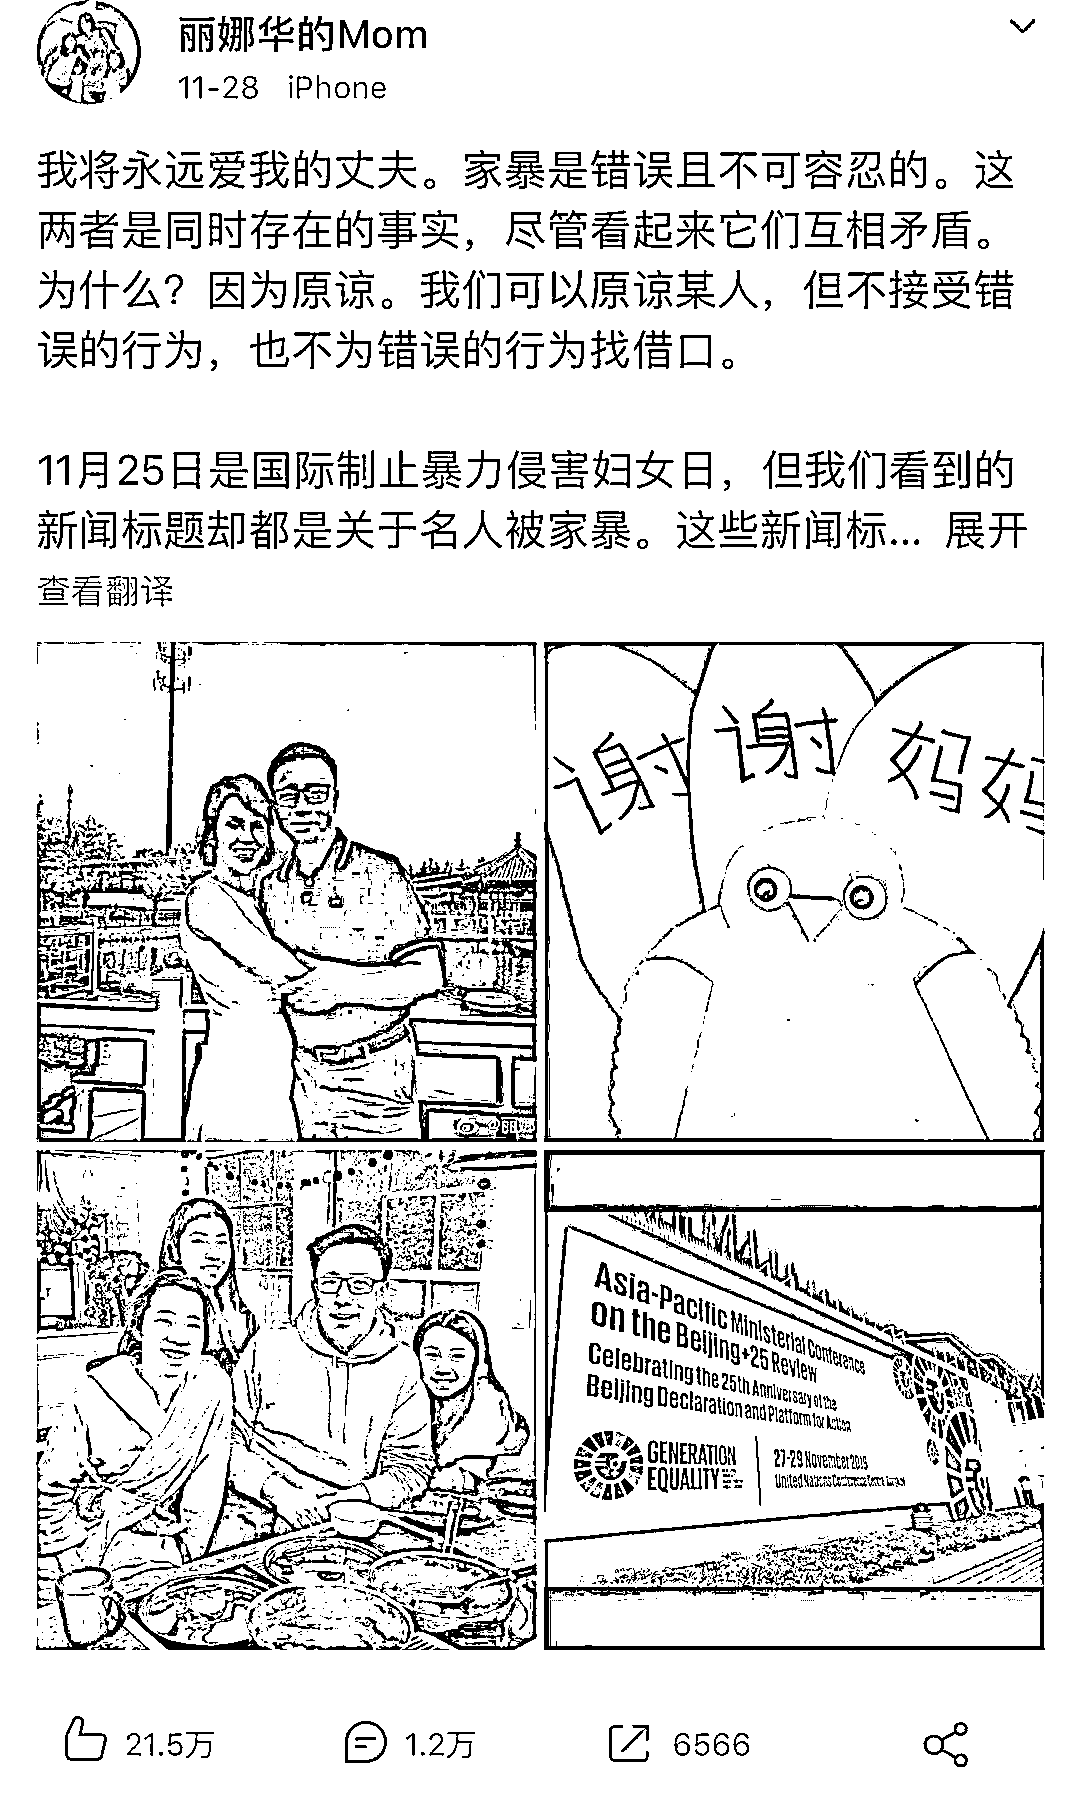 丽娜华的Mom
11-28 iPhone
我将永远爱我的丈夫。家暴是错误且不可容忍的。这
两者是同时存在的事实，尽管看起来它们互相矛盾。
为什么？因为原谅。我们可以原谅某人，但不接受错
误的行为，也不为错误的行为找借口。
11月25日是国际制止暴力侵害妇女日，但我们看到的
新闻标题却都是关于名人被家暴。这些新闻标... 展开
查看翻译
谢谢妈妈
@丽娜
Asia-Pacific Ministerial Conference
on the Beijing+25 Review
Celebrating the 25th Anniversary of the
Beijing Declaration and Platform for Action
GENERATION
EQUALITY
27-29 November 2019
United Nations Conference Centre
21.5万 1.2万 6566